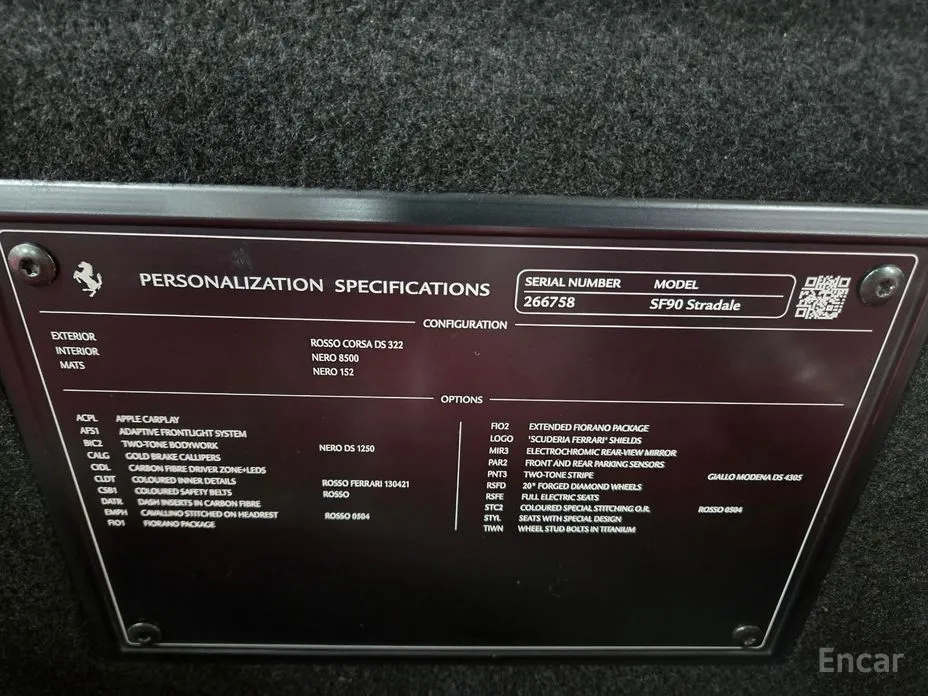 PERSONALIZATION SPECIFICATIONS
SERIAL NUMBER MODEL
266758 SF90 Stradale
CONFIGURATION
EXTERIOR ROSSO CORSA DS 322
INTERIOR NERO 8500
MATS NERO 152
OPTIONS
ACPL APPLE CARPLAY
AFS1 ADAPTIVE FRONTLIGHT SYSTEM
BIC2 TWO-TONE BODYWORK NERO DS 1250
CALG GOLD BRAKE CALLIPERS
CIDL CARBON FIBRE DRIVER ZONE+LEDS
CLDT COLOURED INNER DETAILS ROSSO FERRARI 130421
CSB1 COLOURED SAFETY BELTS ROSSO
DATR DASH INSERTS IN CARBON FIBRE
EMPH CAVALLINO STITCHED ON HEADREST ROSSO 0504
FIO1 FIORANO PACKAGE
FIO2 EXTENDED FIORANO PACKAGE
LOGO 'SCUDERIA FERRARI' SHIELDS
MIR3 ELECTROCHROMIC REAR-VIEW MIRROR
PAR2 FRONT AND REAR PARKING SENSORS
PNT3 TWO-TONE STRIPE GIALLO MODENA DS 4305
RSFD 20" FORGED DIAMOND WHEELS
RSFE FULL ELECTRIC SEATS
STC2 COLOURED SPECIAL STITCHING O.R. ROSSO 0504
STYL SEATS WITH SPECIAL DESIGN
TIWN WHEEL STUD BOLTS IN TITANIUM
Encar